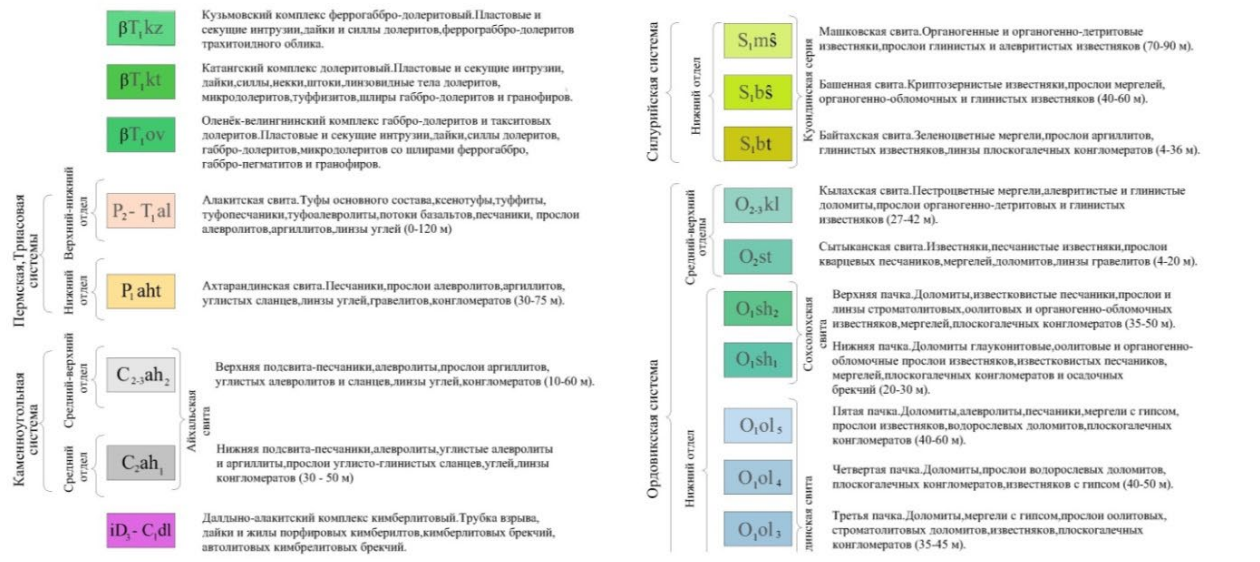 βT₁kz
Кузьмовский комплекс феррогаббро-долеритовый.Пластовые и
секущие интрузии,дайки и силлы долеритов,феррограббро-долеритов
трахитоидного облика.
βT₁kt
Катангский комплекс долеритовый.Пластовые и секущие интрузии,
дайки,силлы,некки,штоки,линзовидные тела долеритов,
микродолеритов,туффизитов,шлиры габбро-долеритов и гранофиров.
βT₁ov
Оленёк-велингнинский комплекс габбро-долеритов и такситовых
долеритов.Пластовые и секущие интрузии,дайки,силлы долеритов,
габбро-долеритов,микродолеритов со шлирами феррогаббро,
габбро-пегматитов и гранофиров.
Пермская,Триасовая
системы
Верхний-нижний
отдел
P₂- T₁al
Алакитская свита.Туфы основного состава,ксенотуфы,туффиты,
туфопесчаники,туфоалевролиты,потоки базальтов,песчаники, прослои
алевролитов,аргиллитов,линзы углей (0-120 м)
Нижний
отдел
P₁aht
Ахтарандинская свита.Песчаники,прослои алевролитов,аргиллитов,
углистых сланцев,линзы углей,гравелитов,конгломератов (30-75 м).
Каменноугольная
система
Средний-верхний
отдел
C₂₋₃ah₂
Верхняя подсвита-песчаники,алевролиты,прослои аргиллитов,
углистых алевролитов и сланцев,линзы углей,конгломератов (10-60 м).
Айхальская
свита
Средний
отдел
C₂ah₁
Нижняя подсвита-песчаники,алевролиты,углистые алевролиты
и аргиллиты,прослои углисто-глинистых сланцев,углей,линзы
конгломератов (30 - 50 м)
iD₃- C₁dl
Далдыно-алакитский комплекс кимберлитовый.Трубка взрыва,
дайки и жилы порфировых кимберилтов,кимберлитовых брекчий,
автолитовых кимбрелитовых брекчий.
Силурийская система
Нижний отдел
S₁mŝ
Машковская свита.Органогенные и органогенно-детритовые
известняки,прослои глинистых и алевритистых известняков (70-90 м).
S₁bŝ
Башенная свита.Криптозернистые известняки,прослои мергелей,
органогенно-обломочных и глинистых известняков (40-60 м).
S₁bt
Байтахская свита.Зеленоцветные мергели,прослои аргиллитов,
глинистых известняков,линзы плоскогалечных конгломератов (4-36 м).
Куондинская серия
Ордовикская система
Средний-верхний
отделы
O₂₋₃kl
Кылахская свита.Пестроцветные мергели,алевритистые и глинистые
доломиты,прослои органогенно-детритовых и глинистых
известняков (27-42 м).
O₂st
Сытыканская свита.Известняки,песчанистые известняки,прослои
кварцевых песчаников,мергелей,доломитов,линзы гравелитов (4-20 м).
Нижний отдел
O₁sh₂
Верхняя пачка.Доломиты,известковистые песчаники,прослои и
линзы строматолитовых,оолитовых и органогенно-обломочных
известняков,мергелей,плоскогалечных конгломератов (35-50 м).
O₁sh₁
Нижняя пачка.Доломиты глауконитовые,оолитовые и органогенно-
обломочные прослои известняков,известковистых песчаников,
мергелей,плоскогалечных конгломератов и осадочных
брекчий (20-30 м).
Сохсолохская
свита
O₁ol₅
Пятая пачка.Доломиты,алевролиты,песчаники,мергели с гипсом,
прослои известняков,водорослевых доломитов,плоскогалечных
конгломератов (40-60 м).
O₁ol₄
Четвертая пачка.Доломиты,прослои водорослевых доломитов,
плоскогалечных конгломератов,известняков с гипсом (40-50 м).
O₁ol₃
Третья пачка.Доломиты,мергели с гипсом,прослои оолитовых,
строматолитовых доломитов,известняков,плоскогалечных
конгломератов (35-45 м).
динская свита